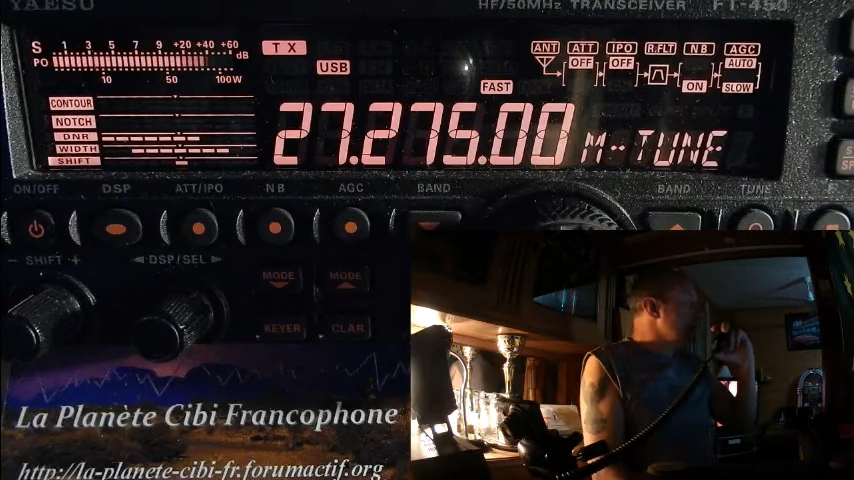 YAESU HF/50MHz TRANSCEIVER FT-450
S 1 3 5 7 9 +20 +40 +60 dB
PO 10 50 100W
TX
USB
FAST
ANT ATT IPO R.FLT NB AGC
OFF OFF AUTO
ON SLOW
CONTOUR
NOTCH
DNR
WIDTH
SHIFT
27.275.00 M-TUNE
ON/OFF DSP ATT/IPO NB AGC BAND BAND TUNE
- SHIFT + ◄DSP/SEL►
MODE MODE
KEYER CLAR
La Planète Cibi Francophone
http://la-planete-cibi-fr.forumactif.org